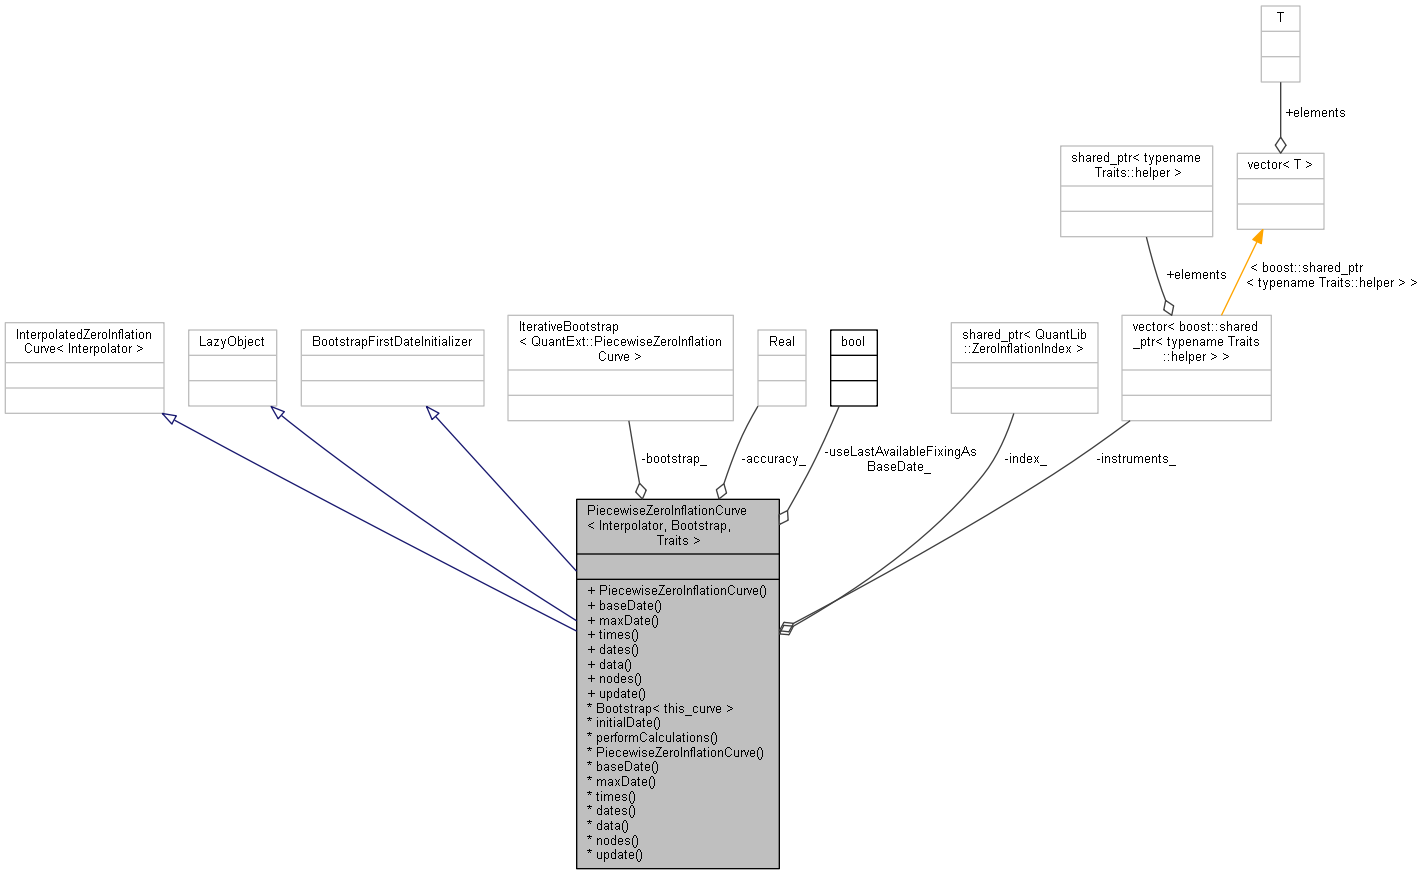 T
+elements
shared_ptr< typename
Traits::helper >
vector< T >
+elements
< boost::shared_ptr
< typename Traits::helper > >
InterpolatedZeroInflation
Curve< Interpolator >
LazyObject
BootstrapFirstDateInitializer
IterativeBootstrap
< QuantExt::PiecewiseZeroInflation
Curve >
Real
bool
shared_ptr< QuantLib
::ZeroInflationIndex >
vector< boost::shared
_ptr< typename Traits
::helper > >
-bootstrap_
-accuracy_
-useLastAvailableFixingAs
BaseDate_
-index_
-instruments_
PiecewiseZeroInflationCurve
< Interpolator, Bootstrap,
Traits >
+ PiecewiseZeroInflationCurve()
+ baseDate()
+ maxDate()
+ times()
+ dates()
+ data()
+ nodes()
+ update()
* Bootstrap< this_curve >
* initialDate()
* performCalculations()
* PiecewiseZeroInflationCurve()
* baseDate()
* maxDate()
* times()
* dates()
* data()
* nodes()
* update()